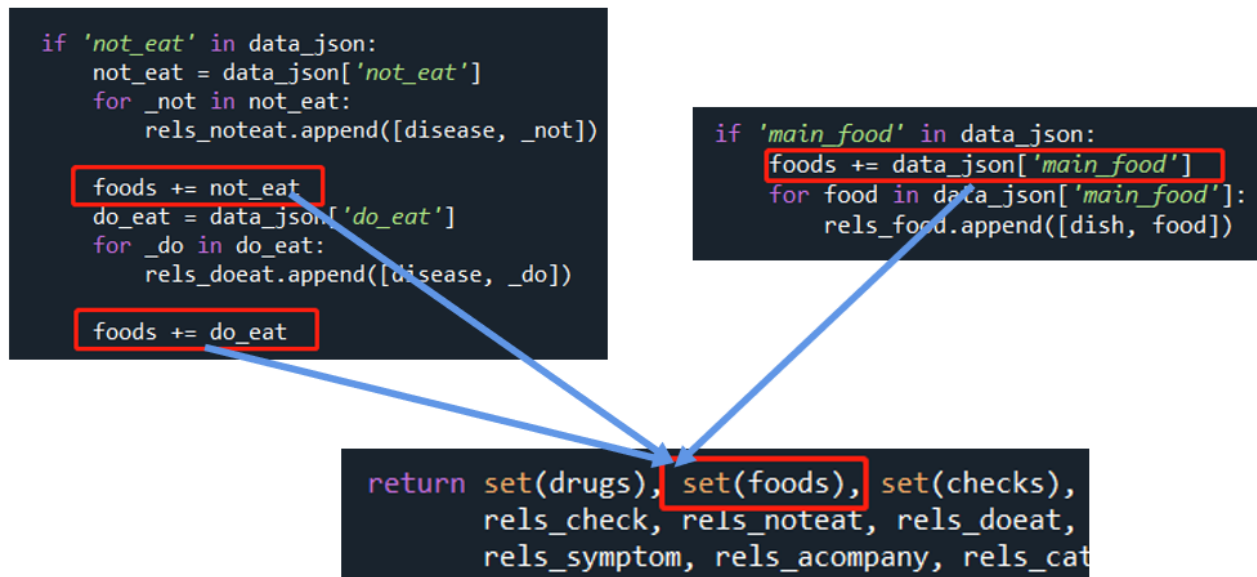 if 'not_eat' in data_json:
    not_eat = data_json['not_eat']
    for _not in not_eat:
        rels_noteat.append([disease, _not])
    foods += not_eat
    do_eat = data_json['do_eat']
    for _do in do_eat:
        rels_doeat.append([disease, _do])
    foods += do_eat
if 'main_food' in data_json:
    foods += data_json['main_food']
    for food in data_json['main_food']:
        rels_food.append([dish, food])
return set(drugs), set(foods), set(checks),
       rels_check, rels_noteat, rels_doeat,
       rels_symptom, rels_acompany, rels_cat